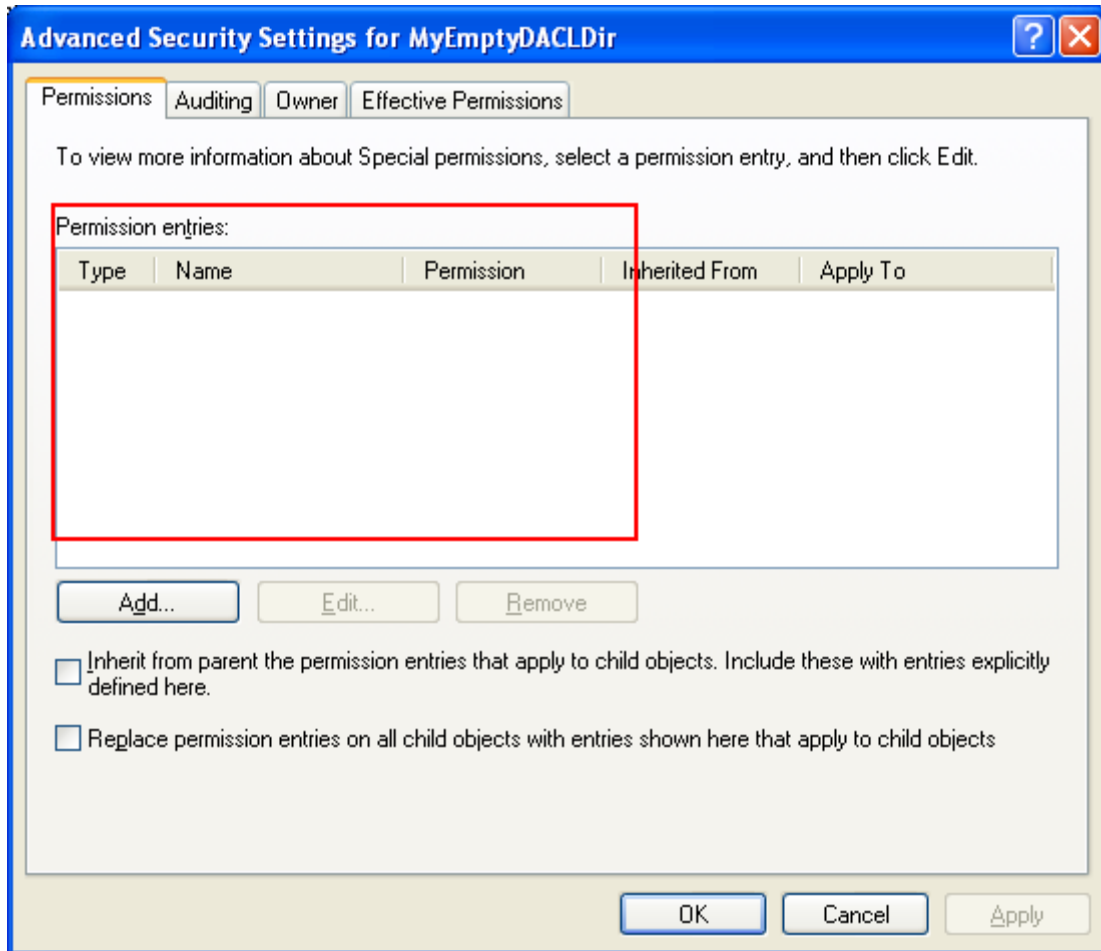 Advanced Security Settings for MyEmptyDACLDir
Permissions Auditing Owner Effective Permissions
To view more information about Special permissions, select a permission entry, and then click Edit.
Permission entries:
Type Name Permission Inherited From Apply To
Add... Edit... Remove
Inherit from parent the permission entries that apply to child objects. Include these with entries explicitly
defined here.
Replace permission entries on all child objects with entries shown here that apply to child objects
OK Cancel Apply